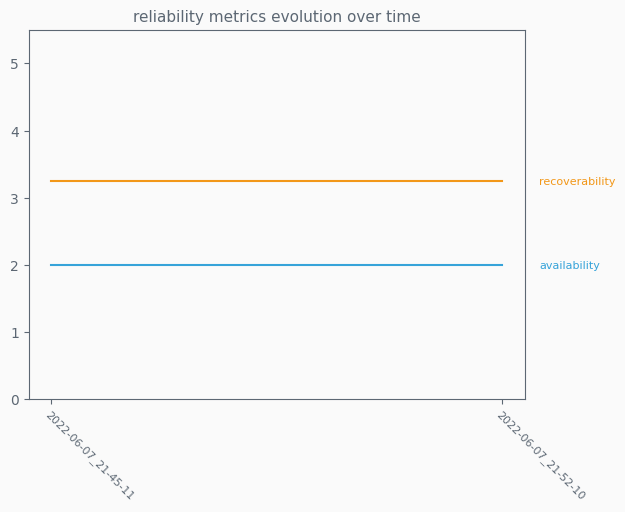 reliability metrics evolution over time
5
4
3
2
1
0
recoverability
availability
2022-06-07_21-45-11
2022-06-07_21-52-10